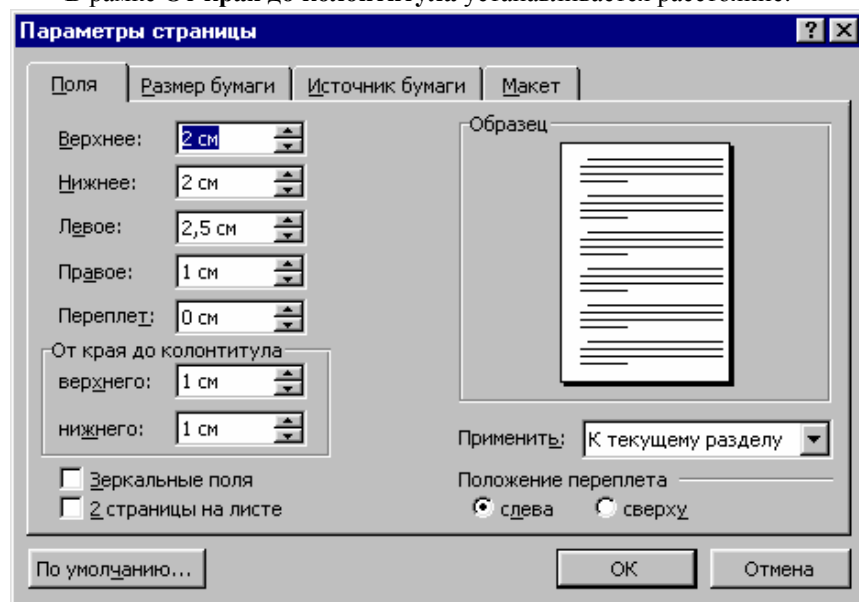 В рамке От края до колонтитула устанавливается расстояние:
Параметры страницы
Поля Размер бумаги Источник бумаги Макет
Верхнее: 2 см
Нижнее: 2 см
Левое: 2,5 см
Правое: 1 см
Переплет: 0 см
От края до колонтитула
верхнего: 1 см
нижнего: 1 см
Зеркальные поля
2 страницы на листе
Образец
Применить: К текущему разделу
Положение переплета
слева сверху
По умолчанию... ОК Отмена